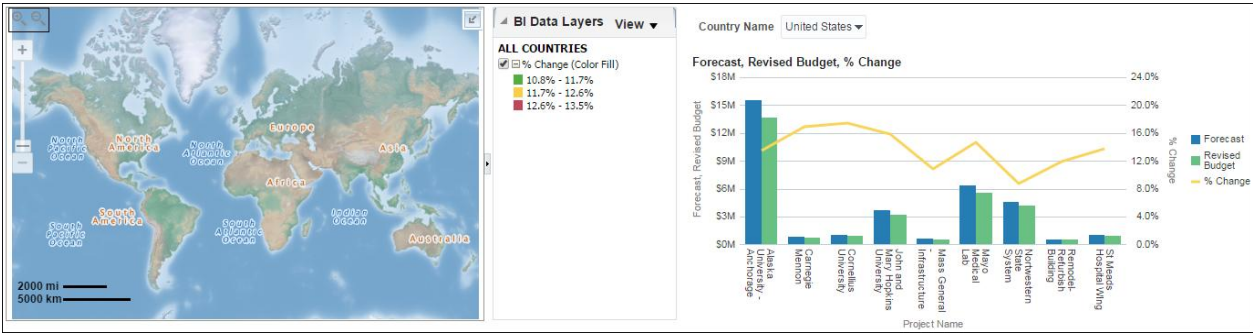 North
Pacific
Ocean
North
America
North
Atlantic
Ocean
Europe
Asia
Africa
South
Pacific
Ocean
South
America
South
Atlantic
Ocean
Indian
Ocean
Australia
2000 mi
5000 km
BI Data Layers View
ALL COUNTRIES
% Change (Color Fill)
10.8% - 11.7%
11.7% - 12.6%
12.6% - 13.5%
Country Name United States
Forecast, Revised Budget, % Change
Forecast, Revised Budget
$18M
$15M
$12M
$9M
$6M
$3M
$0M
24.0%
20.0%
16.0%
12.0%
8.0%
4.0%
0.0%
% Change
Forecast
Revised
Budget
% Change
Alaska
University -
Anchorage
Carnegie
Mennon
Cornellius
University
John and
Mary Hopkins
University
Mass General
-
Infrastructure
Mayo
Medical
Lab
Nortwestern
State
System
Remodel-
Refurbish
Building
St Meads
Hospital Wing
Project Name